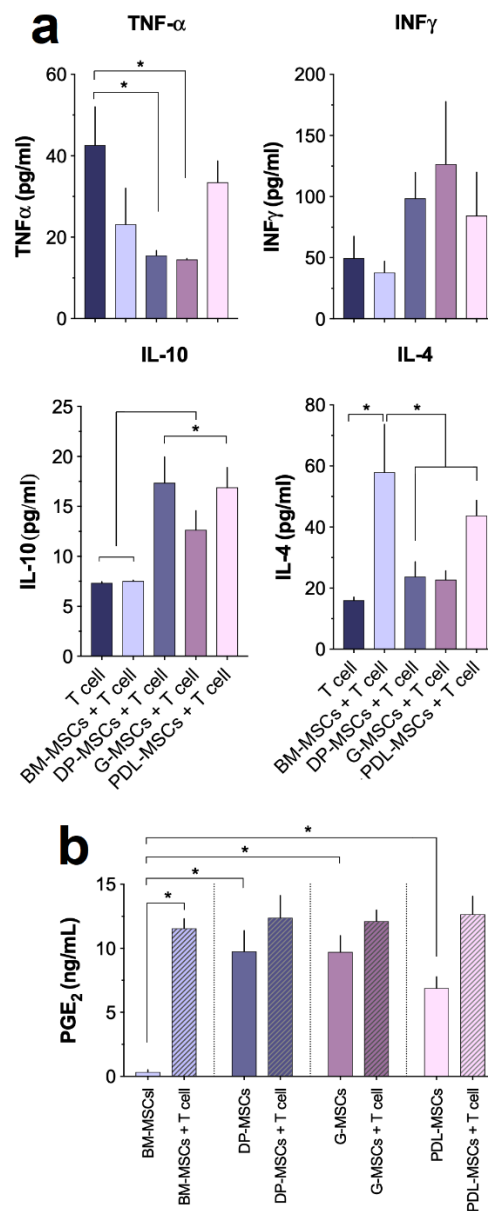 a
TNF-α
INFγ
TNFα (pg/ml)
60
40
20
0
*
*
INFγ (pg/ml)
200
150
100
50
0
IL-10
IL-4
IL-10 (pg/ml)
25
20
15
10
5
0
*
T cell
BM-MSCs + T cell
DP-MSCs + T cell
G-MSCs + T cell
PDL-MSCs + T cell
IL-4 (pg/ml)
80
60
40
20
0
*
*
T cell
BM-MSCs + T cell
DP-MSCs + T cell
G-MSCs + T cell
PDL-MSCs + T cell
b
PGE2 (ng/mL)
15
10
5
0
*
*
*
*
BM-MSCsl
BM-MSCs + T cell
DP-MSCs
DP-MSCs + T cell
G-MSCs
G-MSCs + T cell
PDL-MSCs
PDL-MSCs + T cell